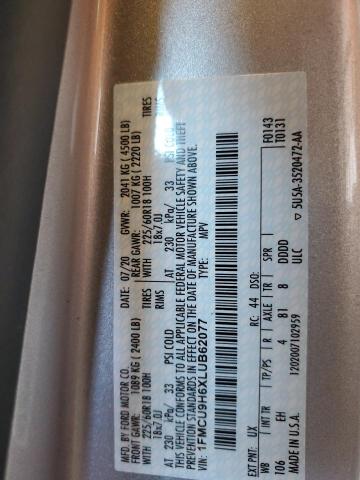 MFG BY FORD MOTOR CO.
DATE: 07/20 GVWR: 2041 KG ( 4500 LB)
FRONT GAWR: 1089 KG ( 2400 LB) REAR GAWR: 1007 KG ( 2220 LB)
WITH 225/60R18 100H TIRES WITH 225/60R18 100H TIRES
18x7.0J RIMS 18x7.0J
AT 230 kPa/ 33 PSI COLD AT 230 kPa/ 33 PSI COLD
THIS VEHICLE CONFORMS TO ALL APPLICABLE FEDERAL MOTOR VEHICLE SAFETY AND THEFT
PREVENTION STANDARDS IN EFFECT ON THE DATE OF MANUFACTURE SHOWN ABOVE.
VIN: 1FMCU9H6XLUB62077
TYPE: MPV
F0143
T0131
EXT PNT: UX RC: 44 DSO:
WB INT TR TP/PS R AXLE TR SPR
106 EH 4 B1 8 DDDD
ULC
5U5A-3520472-AA
MADE IN U.S.A. 1202007102959